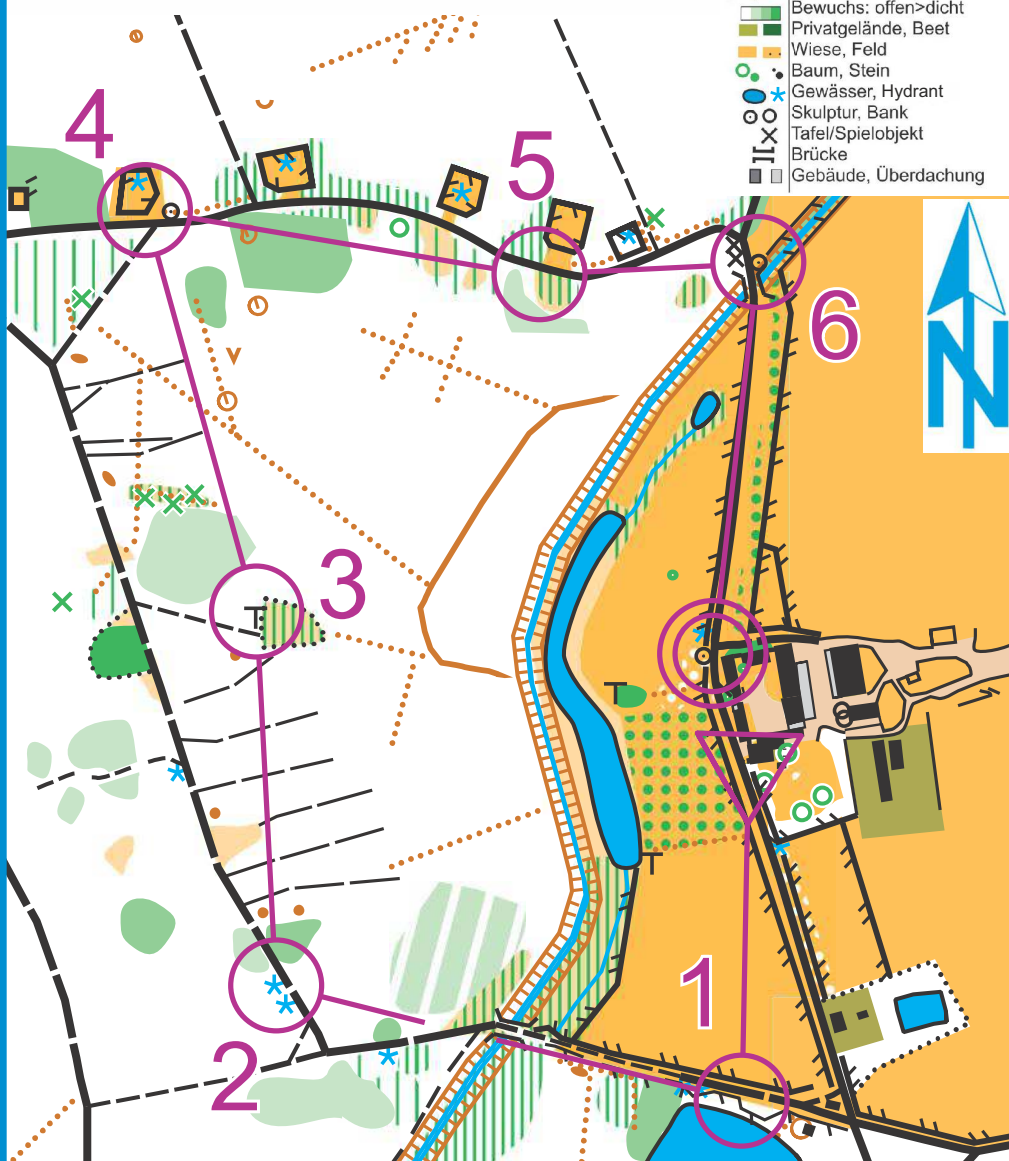 Bewuchs: offen>dicht
Privatgelände, Beet
Wiese, Feld
Baum, Stein
Gewässer, Hydrant
Skulptur, Bank
Tafel/Spielobjekt
Brücke
Gebäude, Überdachung
4
5
6
N
3
1
2